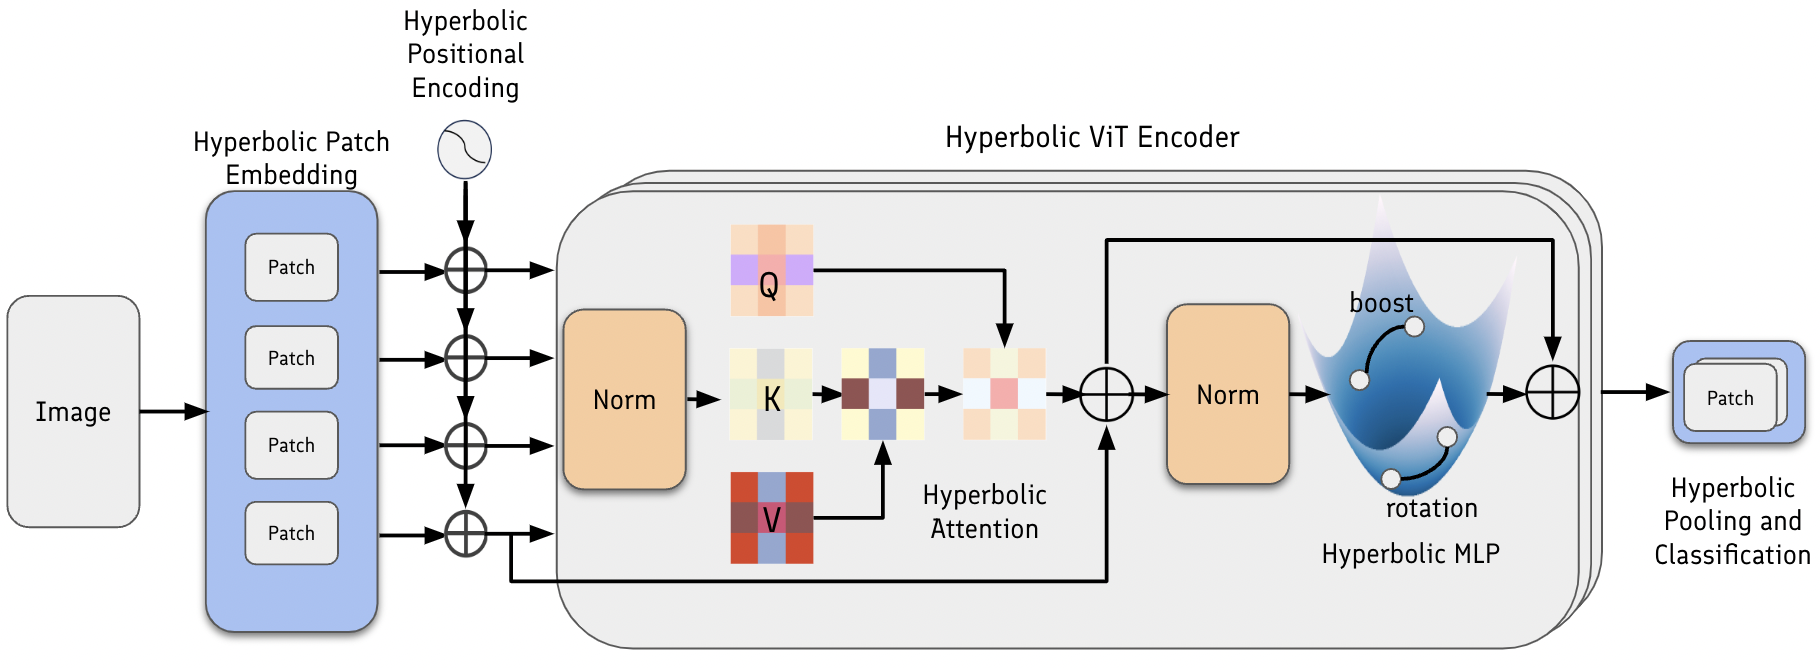 Hyperbolic
Positional
Encoding
Hyperbolic Patch
Embedding
Hyperbolic ViT Encoder
Image
Patch
Patch
Patch
Patch
Norm
Q
K
V
Hyperbolic
Attention
Norm
boost
rotation
Hyperbolic MLP
Patch
Hyperbolic
Pooling and
Classification